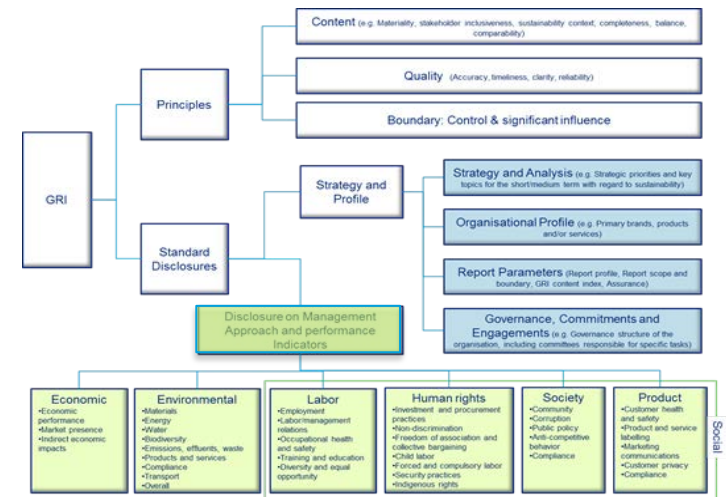 Content (e.g. Materiality, stakeholder inclusiveness, sustainability context, completeness, balance,
comparability)
Quality (Accuracy, timeliness, clarity, reliability)
Boundary: Control & significant influence
Principles
GRI
Standard
Disclosures
Strategy and
Profile
Strategy and Analysis (e.g. Strategic priorities and key
topics for the short/medium term with regard to sustainability)
Organisational Profile (e.g. Primary brands, products
and/or services)
Report Parameters (Report profile, Report scope and
boundary, GRI content index, Assurance)
Governance, Commitments and
Engagements (e.g. Governance structure of the
organisation, including committees responsible for specific tasks)
Disclosure on Management
Approach and performance
Indicators
Economic
•Economic
performance
•Market presence
•Indirect economic
impacts
Environmental
•Materials
•Energy
•Water
•Biodiversity
•Emissions, effluents, waste
•Products and services
•Compliance
•Transport
•Overall
Labor
•Employment
•Labor/management
relations
•Occupational health
and safety
•Training and education
•Diversity and equal
opportunity
Human rights
•Investment and procurement
practices
•Non-discrimination
•Freedom of association and
collective bargaining
•Child labor
•Forced and compulsory labor
•Security practices
•Indigenous rights
Society
•Community
•Corruption
•Public policy
•Anti-competitive
behavior
•Compliance
Product
•Customer health
and safety
•Product and service
labelling
•Marketing
communications
•Customer privacy
•Compliance
Social